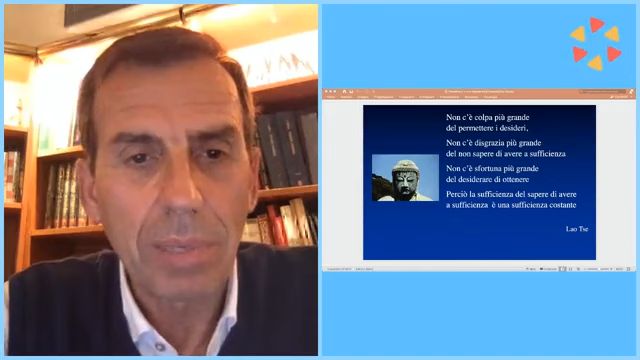 Non c'è colpa più grande
del permettere i desideri,
Non c'è disgrazia più grande
del non sapere di avere a sufficienza
Non c'è sfortuna più grande
del desiderare di ottenere
Perciò la sufficienza del sapere di avere
a sufficienza è una sufficienza costante
Lao Tse